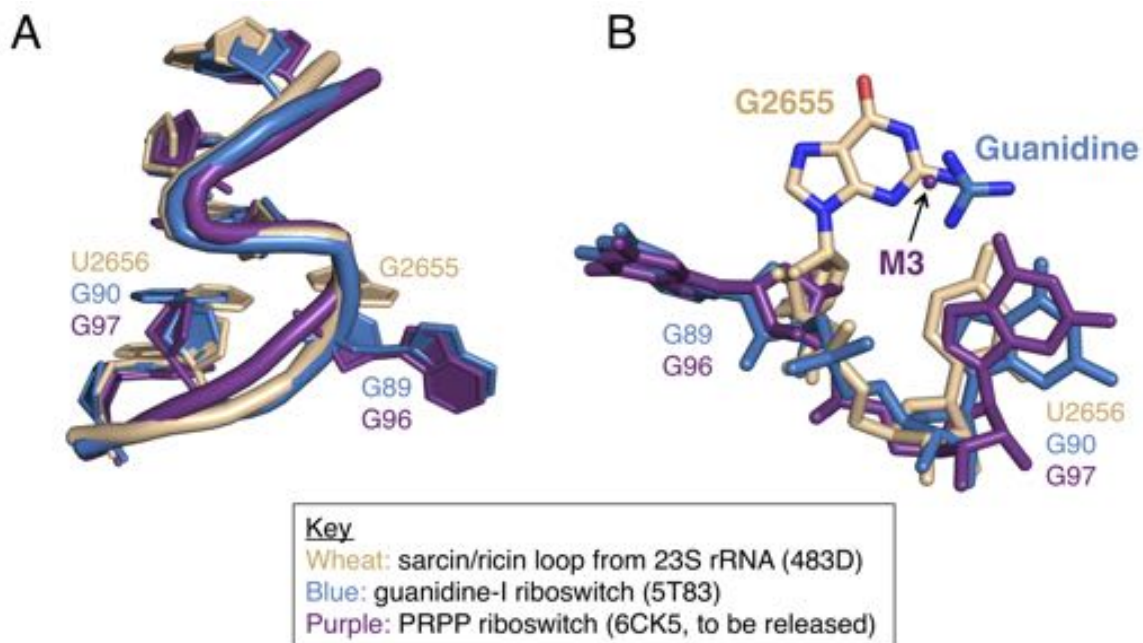 A
B
G2655
Guanidine
M3
U2656
G90
G97
G2655
G89
G96
G89
G96
U2656
G90
G97
Key
Wheat: sarcin/ricin loop from 23S rRNA (483D)
Blue: guanidine-I riboswitch (5T83)
Purple: PRPP riboswitch (6CK5, to be released)